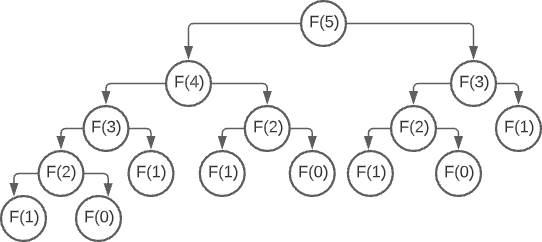 F(5)
F(4) F(3)
F(3) F(2) F(2) F(1)
F(2) F(1) F(1) F(0) F(1) F(0)
F(1) F(0)